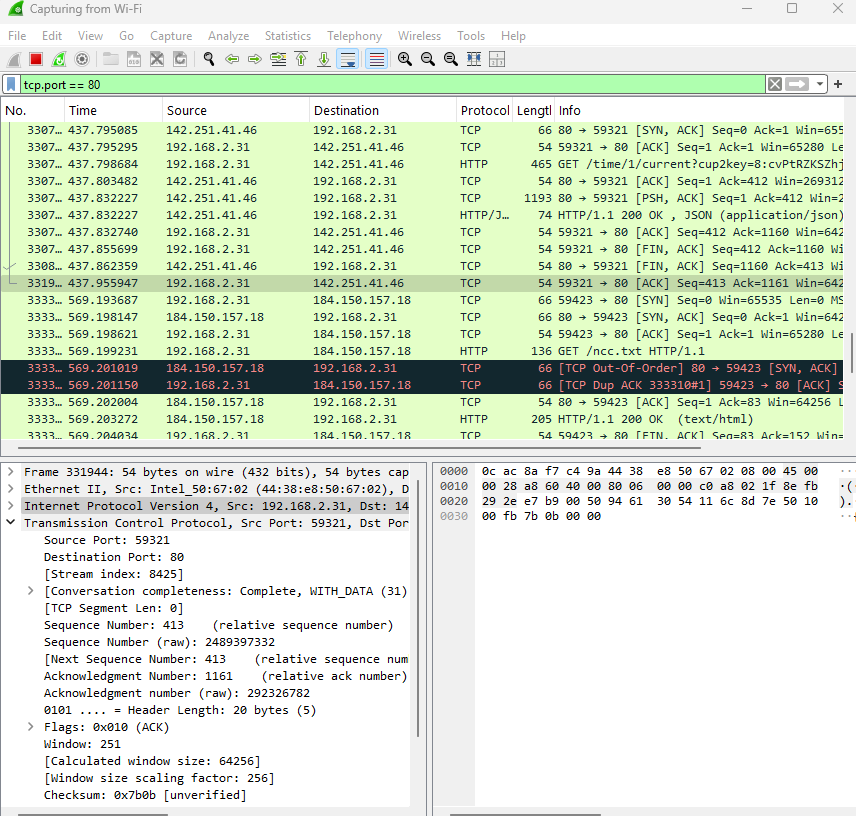 Capturing from Wi-Fi
File Edit View Go Capture Analyze Statistics Telephony Wireless Tools Help
tcp.port == 80
No. Time Source Destination Protocol Lengtl Info
3307… 437.795085 142.251.41.46 192.168.2.31 TCP 66 80 → 59321 [SYN, ACK] Seq=0 Ack=1 Win=655
3307… 437.795295 192.168.2.31 142.251.41.46 TCP 54 59321 → 80 [ACK] Seq=1 Ack=1 Win=65280 Le
3307… 437.798684 192.168.2.31 142.251.41.46 HTTP 465 GET /time/1/current?cup2key=8:cvPtRZKSZhj
3307… 437.803482 142.251.41.46 192.168.2.31 TCP 54 80 → 59321 [ACK] Seq=1 Ack=412 Win=269312
3307… 437.832227 142.251.41.46 192.168.2.31 TCP 1193 80 → 59321 [PSH, ACK] Seq=1 Ack=412 Win=2
3307… 437.832227 142.251.41.46 192.168.2.31 HTTP/J… 74 HTTP/1.1 200 OK , JSON (application/json)
3307… 437.832740 192.168.2.31 142.251.41.46 TCP 54 59321 → 80 [ACK] Seq=412 Ack=1160 Win=642
3307… 437.855699 192.168.2.31 142.251.41.46 TCP 54 59321 → 80 [FIN, ACK] Seq=412 Ack=1160 Wi
3308… 437.862359 142.251.41.46 192.168.2.31 TCP 54 80 → 59321 [FIN, ACK] Seq=1160 Ack=413 Wi
3319… 437.955947 192.168.2.31 142.251.41.46 TCP 54 59321 → 80 [ACK] Seq=413 Ack=1161 Win=642
3333… 569.193687 192.168.2.31 184.150.157.18 TCP 66 59423 → 80 [SYN] Seq=0 Win=65535 Len=0 MS
3333… 569.198147 184.150.157.18 192.168.2.31 TCP 66 80 → 59423 [SYN, ACK] Seq=0 Ack=1 Win=642
3333… 569.198621 192.168.2.31 184.150.157.18 TCP 54 59423 → 80 [ACK] Seq=1 Ack=1 Win=65280 Le
3333… 569.199231 192.168.2.31 184.150.157.18 HTTP 136 GET /ncc.txt HTTP/1.1
3333… 569.201019 184.150.157.18 192.168.2.31 TCP 66 [TCP Out-Of-Order] 80 → 59423 [SYN, ACK]
3333… 569.201150 192.168.2.31 184.150.157.18 TCP 66 [TCP Dup ACK 333310#1] 59423 → 80 [ACK] S
3333… 569.202004 184.150.157.18 192.168.2.31 TCP 54 80 → 59423 [ACK] Seq=1 Ack=83 Win=64256 L
3333… 569.203272 184.150.157.18 192.168.2.31 HTTP 205 HTTP/1.1 200 OK (text/html)
3333… 569.204034 192.168.2.31 184.150.157.18 TCP 54 59423 → 80 [FIN, ACK] Seq=83 Ack=152 Win=
Frame 331944: 54 bytes on wire (432 bits), 54 bytes cap
Ethernet II, Src: Intel_50:67:02 (44:38:e8:50:67:02), D
Internet Protocol Version 4, Src: 192.168.2.31, Dst: 14
Transmission Control Protocol, Src Port: 59321, Dst Por
Source Port: 59321
Destination Port: 80
[Stream index: 8425]
[Conversation completeness: Complete, WITH_DATA (31)
[TCP Segment Len: 0]
Sequence Number: 413 (relative sequence number)
Sequence Number (raw): 2489397332
[Next Sequence Number: 413 (relative sequence num
Acknowledgment Number: 1161 (relative ack number)
Acknowledgment number (raw): 292326782
0101 .... = Header Length: 20 bytes (5)
Flags: 0x010 (ACK)
Window: 251
[Calculated window size: 64256]
[Window size scaling factor: 256]
Checksum: 0x7b0b [unverified]
0000 0c ac 8a f7 c4 9a 44 38 e8 50 67 02 08 00 45 00 ··
0010 00 28 a8 60 40 00 80 06 00 00 c0 a8 02 1f 8e fb ·(
0020 29 2e e7 b9 00 50 94 61 30 54 11 6c 8d 7e 50 10 ).
0030 00 fb 7b 0b 00 00 ··